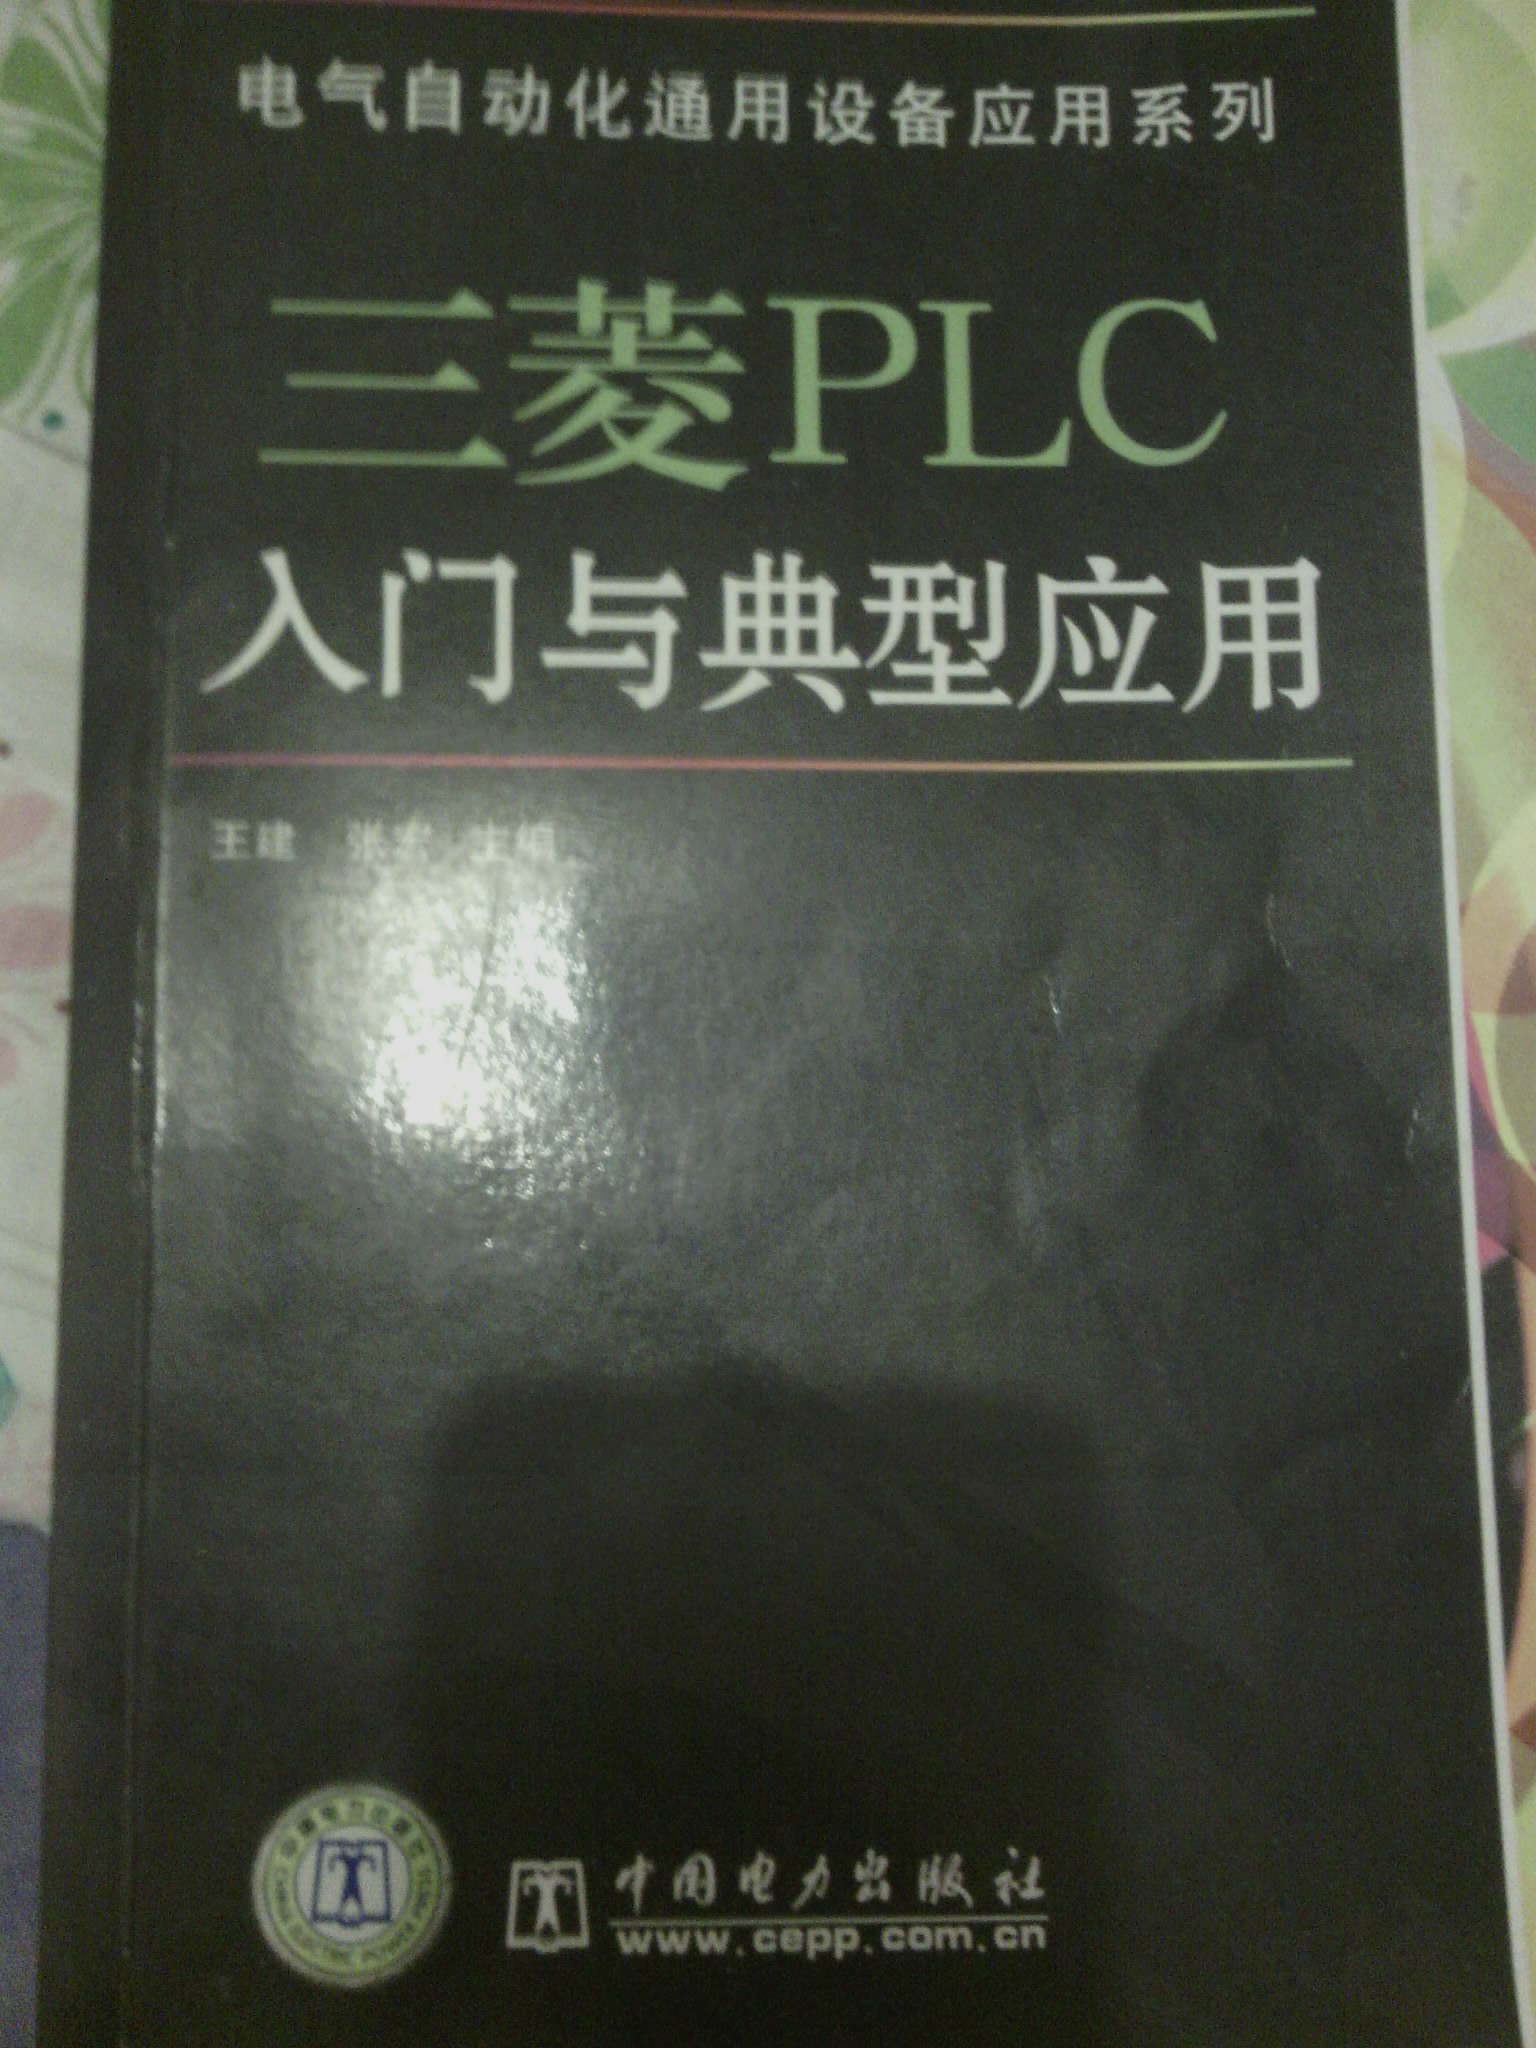 电气自动化通用设备应用系列
三菱PLC
入门与典型应用
王建 张宏 主编
中国电力出版社
www.cepp.com.cn